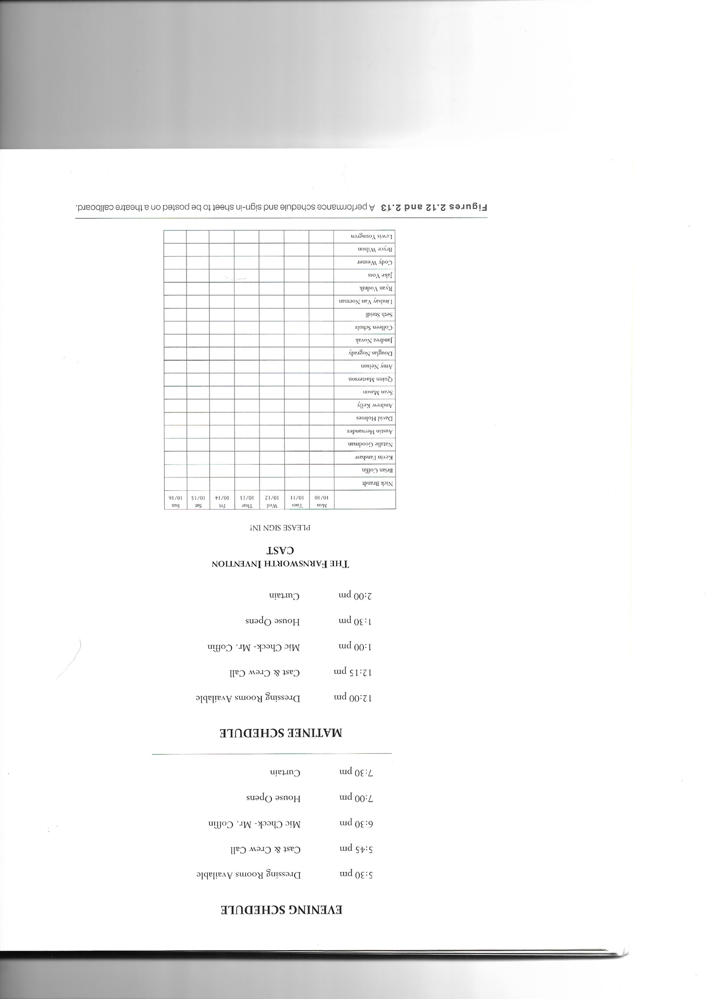 EVENING SCHEDULE
5:30 pm Dressing Rooms Available
5:45 pm Cast & Crew Call
6:30 pm Mic Check- Mr. Coffin
7:00 pm House Opens
7:30 pm Curtain
MATINEE SCHEDULE
12:00 pm Dressing Rooms Available
12:15 pm Cast & Crew Call
1:00 pm Mic Check- Mr. Coffin
1:30 pm House Opens
2:00 pm Curtain
THE FARNSWORTH INVENTION
CAST
PLEASE SIGN IN!
Mon Tues Wed Thur Fri Sat Sun
10/10 10/11 10/12 10/13 10/14 10/15 10/16
Nick Brandt
Brian Coffin
Kevin Fanshaw
Natalie Goodman
Austin Hernandez
David Holmes
Andrew Kelly
Sean Mason
Quinn Masterson
Amy Nelson
Douglas Nogrady
Jandrea Novak
Colleen Schulz
Seth Steidl
Lindsay Van Norman
Ryan Vodnik
Jake Voss
Cody Wesner
Bryce Wilson
Lewis Youngren
Figures 2.12 and 2.13 A performance schedule and sign-in sheet to be posted on a theatre callboard.